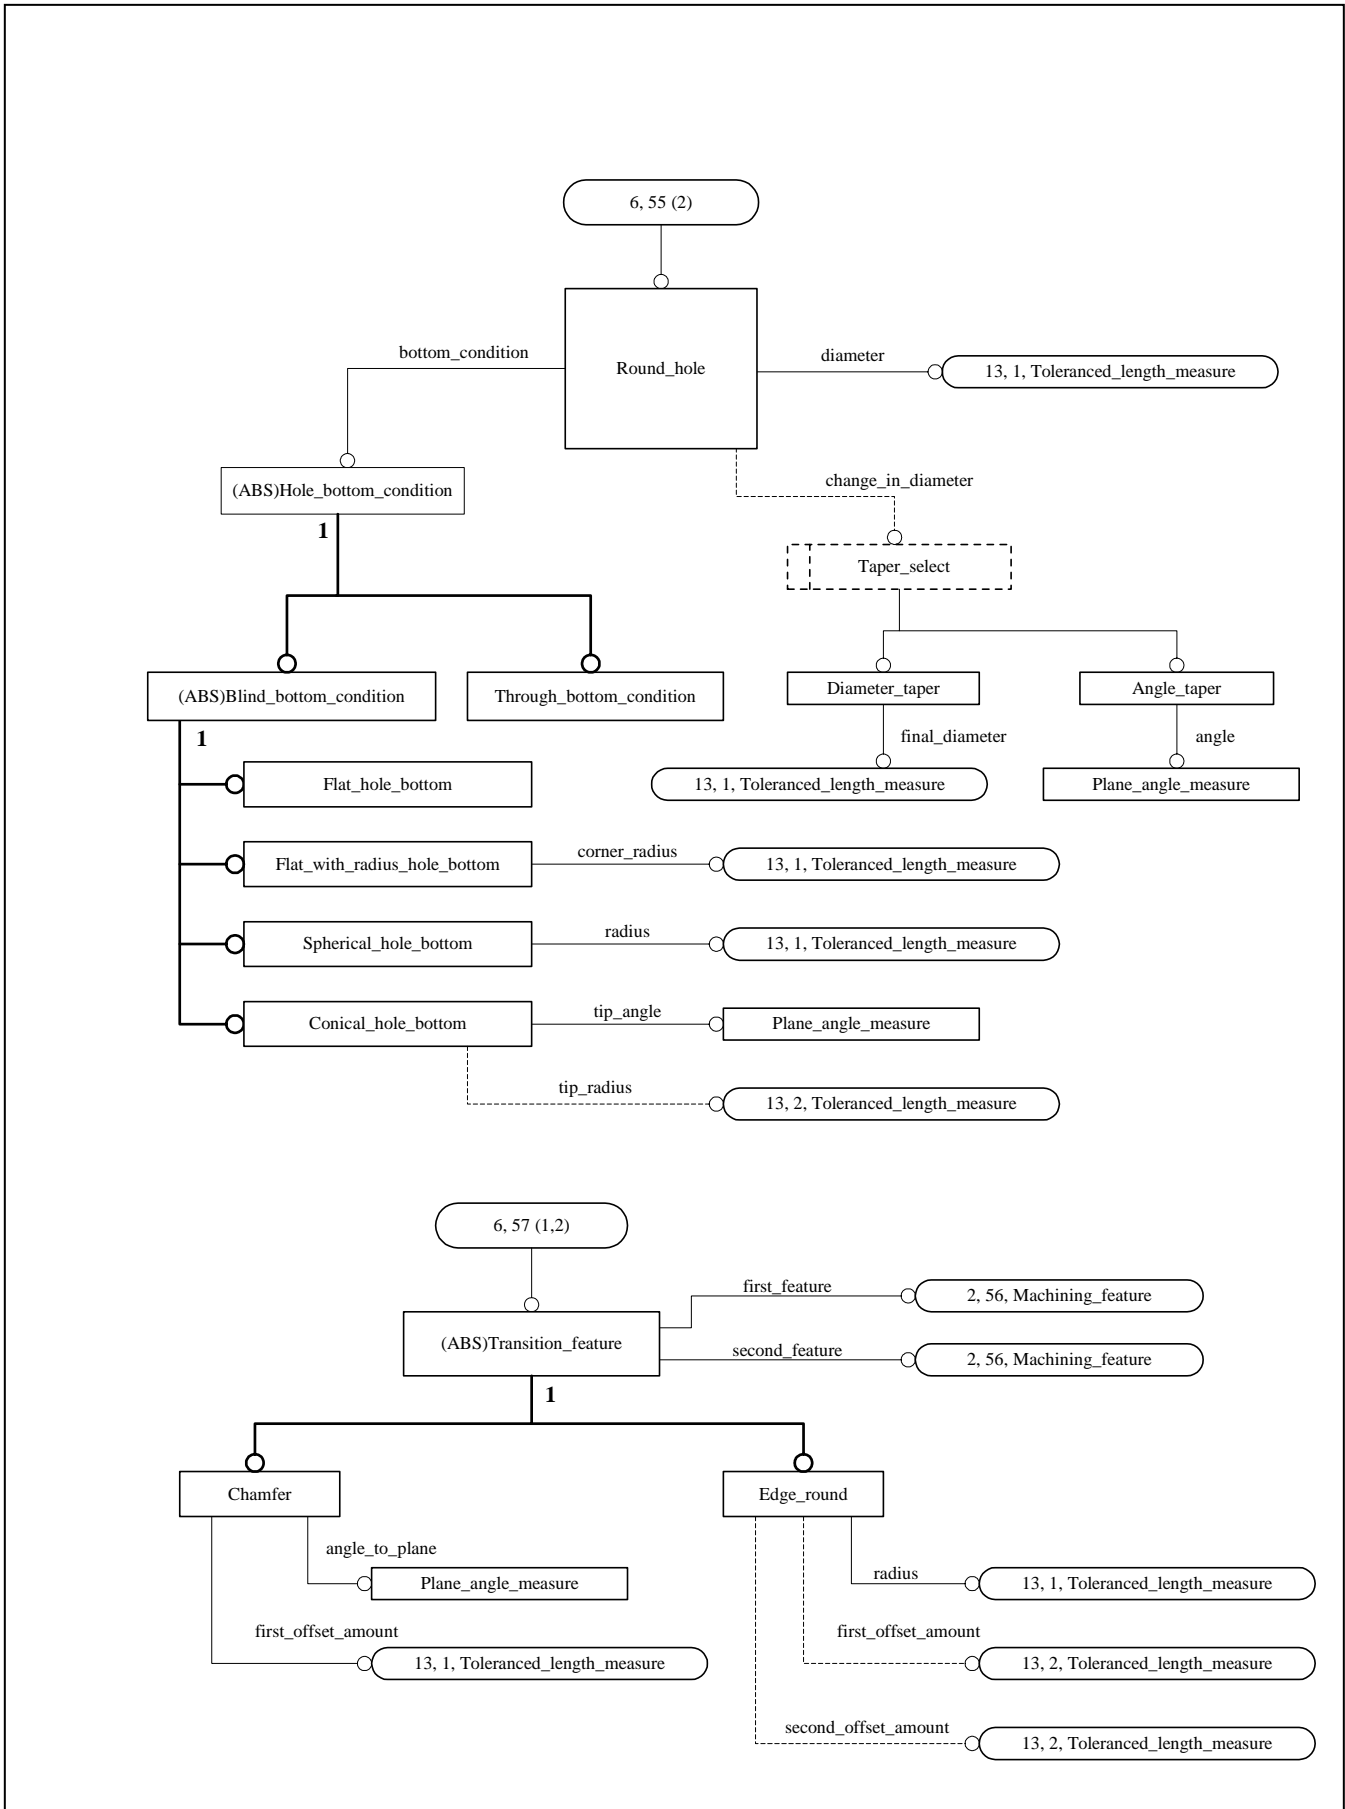 6, 55 (2)
bottom_condition
Round_hole
diameter
13, 1, Toleranced_length_measure
(ABS)Hole_bottom_condition
change_in_diameter
1
Taper_select
(ABS)Blind_bottom_condition
Through_bottom_condition
Diameter_taper
Angle_taper
1
final_diameter
angle
Flat_hole_bottom
13, 1, Toleranced_length_measure
Plane_angle_measure
Flat_with_radius_hole_bottom
corner_radius
13, 1, Toleranced_length_measure
Spherical_hole_bottom
radius
13, 1, Toleranced_length_measure
Conical_hole_bottom
tip_angle
Plane_angle_measure
tip_radius
13, 2, Toleranced_length_measure
6, 57 (1,2)
first_feature
2, 56, Machining_feature
(ABS)Transition_feature
second_feature
2, 56, Machining_feature
1
Chamfer
Edge_round
angle_to_plane
Plane_angle_measure
radius
13, 1, Toleranced_length_measure
first_offset_amount
13, 1, Toleranced_length_measure
first_offset_amount
13, 2, Toleranced_length_measure
second_offset_amount
13, 2, Toleranced_length_measure